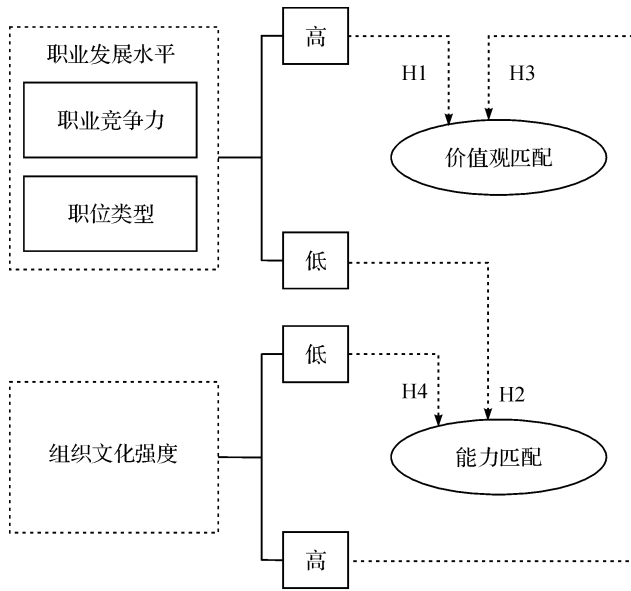 职业发展水平
职业竞争力
职位类型
高
H1
H3
价值观匹配
低
低
H4
H2
组织文化强度
能力匹配
高